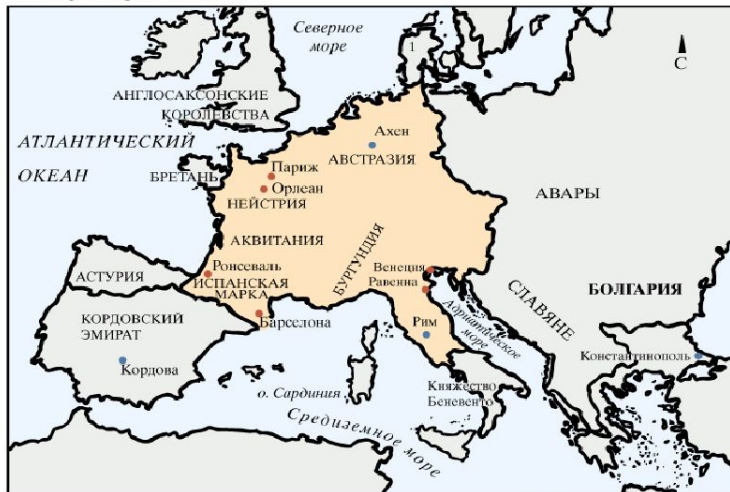 Северное
море
1
С
АНГЛОСАКСОНСКИЕ
КОРОЛЕВСТВА
АТЛАНТИЧЕСКИЙ
ОКЕАН
БРЕТАНЬ
Ахен
АВСТРАЗИЯ
Париж
Орлеан
НЕЙСТРИЯ
АВАРЫ
АКВИТАНИЯ
БУРГУНДИЯ
Ронсеваль
ИСПАНСКАЯ
МАРКА
Венеция
Равенна
АСТУРИЯ
СЛАВЯНЕ
БОЛГАРИЯ
КОРДОВСКИЙ
ЭМИРАТ
Барселона
Рим
Адриатическое
море
Кордова
Константинополь
о. Сардиния
Княжество
Беневенто
Средиземное море